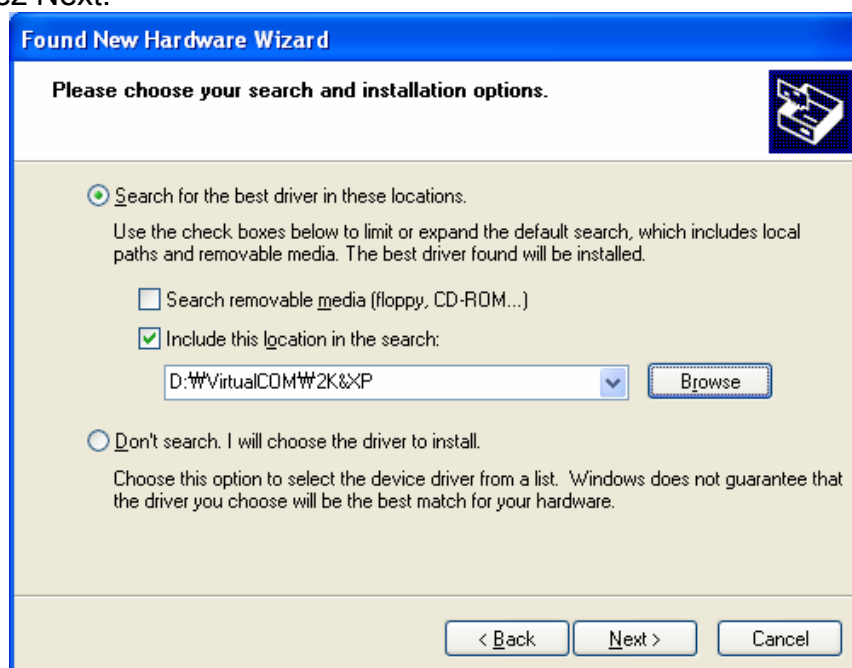 Next.
Found New Hardware Wizard
Please choose your search and installation options.
Search for the best driver in these locations.
Use the check boxes below to limit or expand the default search, which includes local
paths and removable media. The best driver found will be installed.
Search removable media (floppy, CD-ROM...)
Include this location in the search:
D:₩VirtualCOM₩2K&XP
Browse
Don't search. I will choose the driver to install.
Choose this option to select the device driver from a list. Windows does not guarantee that
the driver you choose will be the best match for your hardware.
< Back
Next >
Cancel